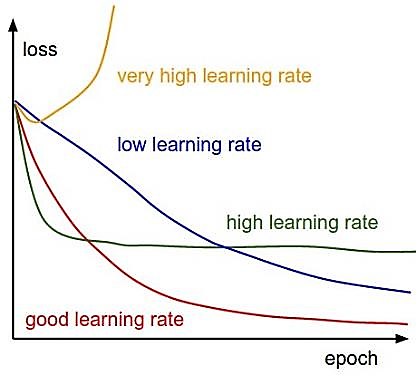 loss
very high learning rate
low learning rate
high learning rate
good learning rate
epoch